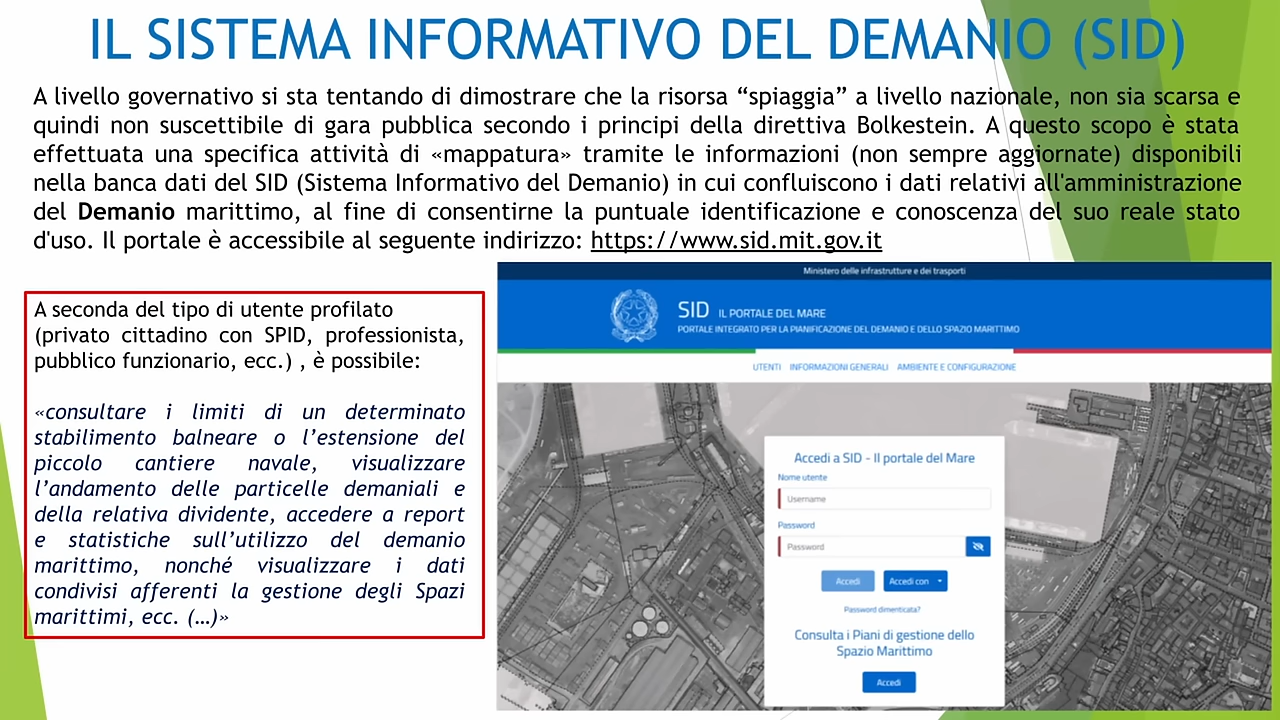 IL SISTEMA INFORMATIVO DEL DEMANIO (SID)
A livello governativo si sta tentando di dimostrare che la risorsa “spiaggia” a livello nazionale, non sia scarsa e
quindi non suscettibile di gara pubblica secondo i principi della direttiva Bolkestein. A questo scopo è stata
effettuata una specifica attività di «mappatura» tramite le informazioni (non sempre aggiornate) disponibili
nella banca dati del SID (Sistema Informativo del Demanio) in cui confluiscono i dati relativi all'amministrazione
del Demanio marittimo, al fine di consentirne la puntuale identificazione e conoscenza del suo reale stato
d'uso. Il portale è accessibile al seguente indirizzo: https://www.sid.mit.gov.it
A seconda del tipo di utente profilato
(privato cittadino con SPID, professionista,
pubblico funzionario, ecc.) , è possibile:
«consultare i limiti di un determinato
stabilimento balneare o l’estensione del
piccolo cantiere navale, visualizzare
l’andamento delle particelle demaniali e
della relativa dividente, accedere a report
e statistiche sull’utilizzo del demanio
marittimo, nonché visualizzare i dati
condivisi afferenti la gestione degli Spazi
marittimi, ecc. (…)»
Ministero delle infrastrutture e dei trasporti
SID IL PORTALE DEL MARE
PORTALE INTEGRATO PER LA PIANIFICAZIONE DEL DEMANIO E DELLO SPAZIO MARITTIMO
UTENTI INFORMAZIONI GENERALI AMBIENTE E CONFIGURAZIONE
Accedi a SID - Il portale del Mare
Nome utente
Username
Password
Password
Accedi Accedi con
Password dimenticata?
Consulta i Piani di gestione dello
Spazio Marittimo
Accedi